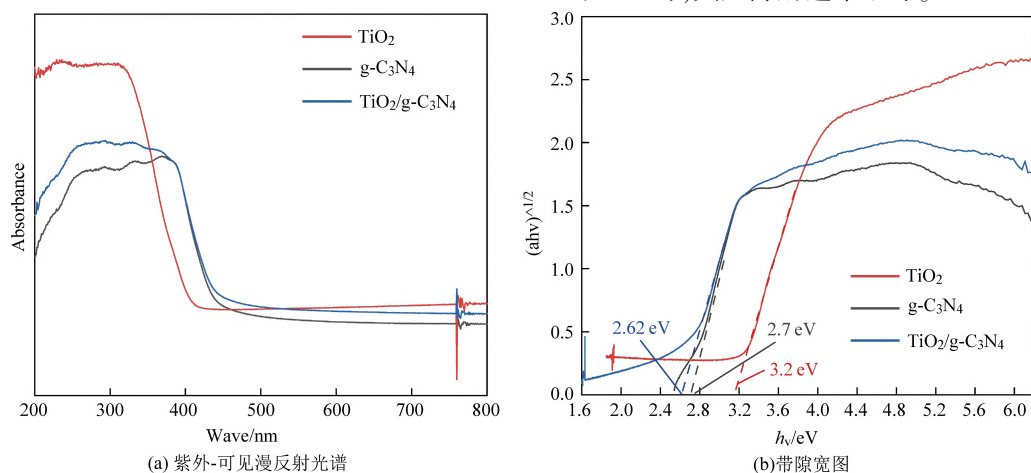 TiO₂
g-C₃N₄
TiO₂/g-C₃N₄
Absorbance
200 300 400 500 600 700 800
Wave/nm
(a) 紫外-可见漫反射光谱
3.0
2.5
2.0
1.5
1.0
0.5
0.0
(ahv)^1/2
TiO₂
g-C₃N₄
TiO₂/g-C₃N₄
2.62 eV
2.7 eV
3.2 eV
1.6 2.0 2.4 2.8 3.2 3.6 4.0 4.4 4.8 5.2 5.6 6.0
hᵥ/eV
(b)带隙宽图